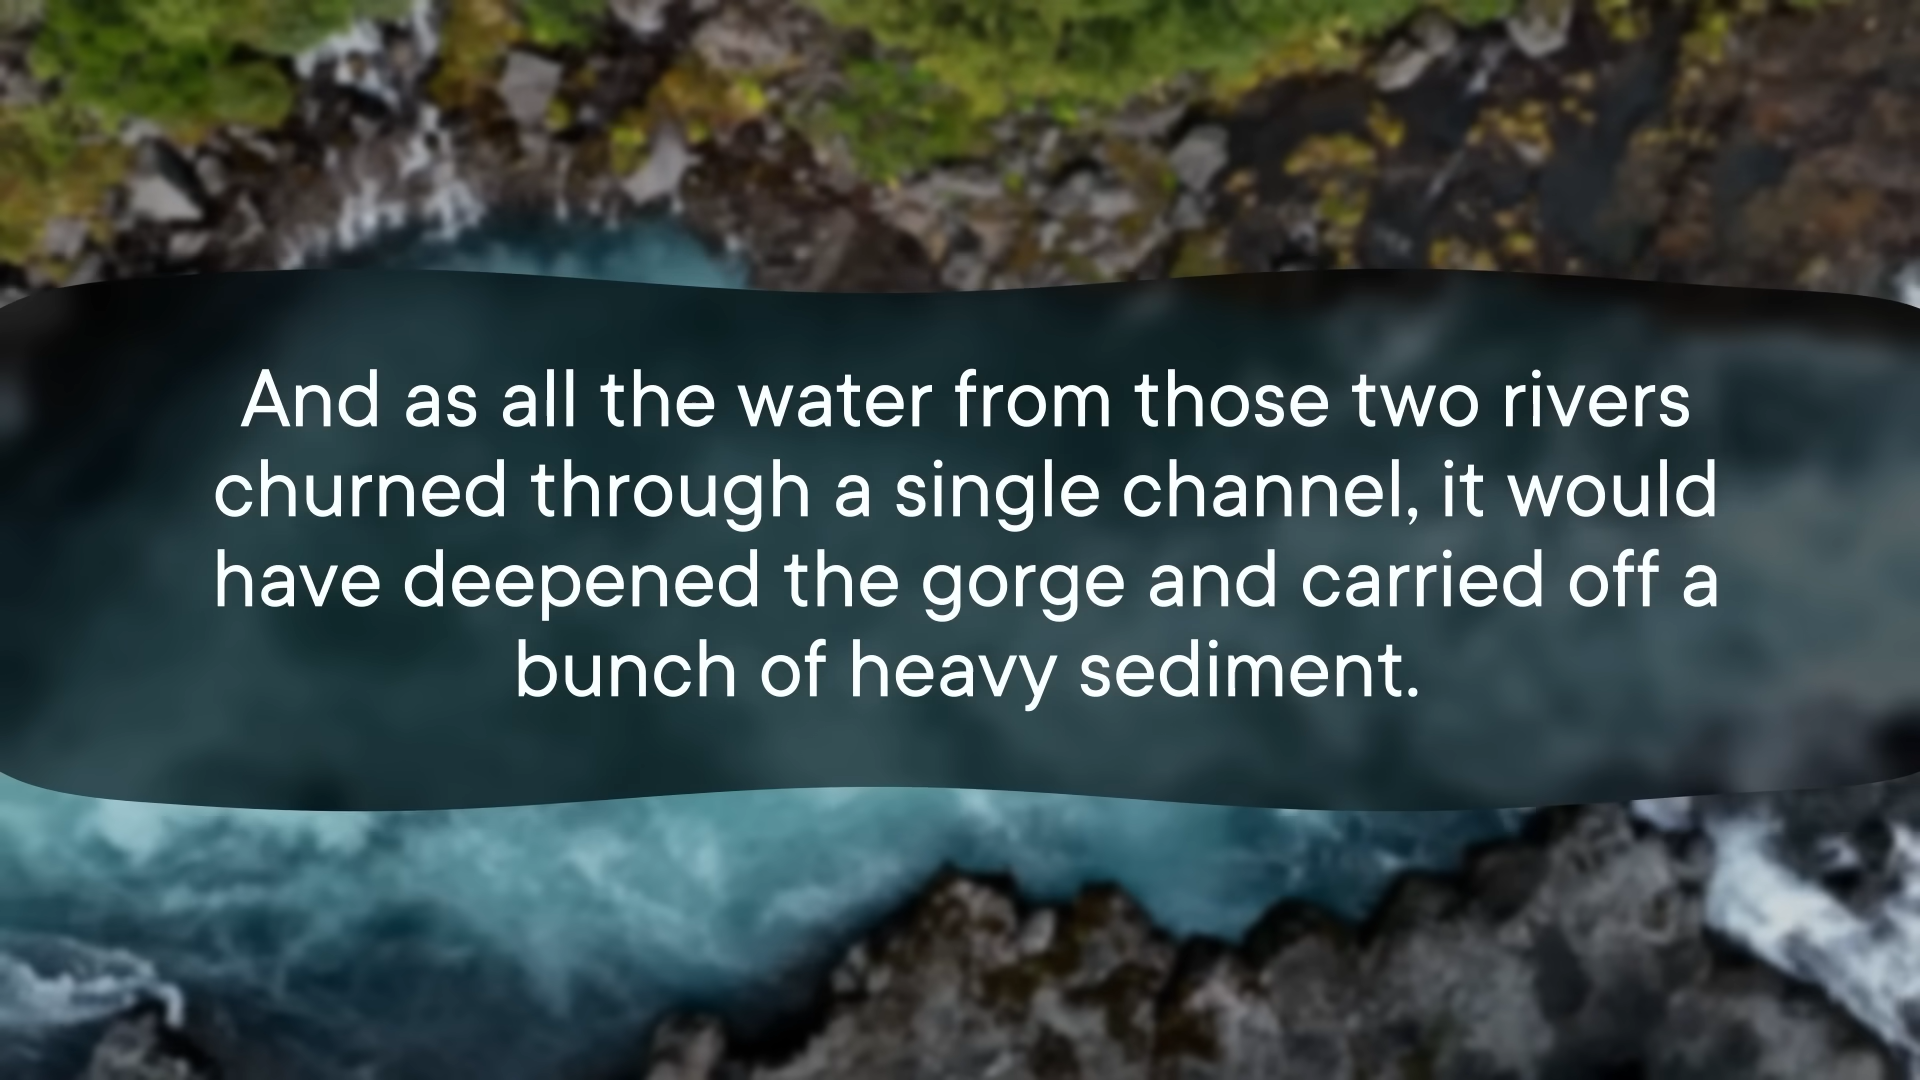 And as all the water from those two rivers
churned through a single channel, it would
have deepened the gorge and carried off a
bunch of heavy sediment.